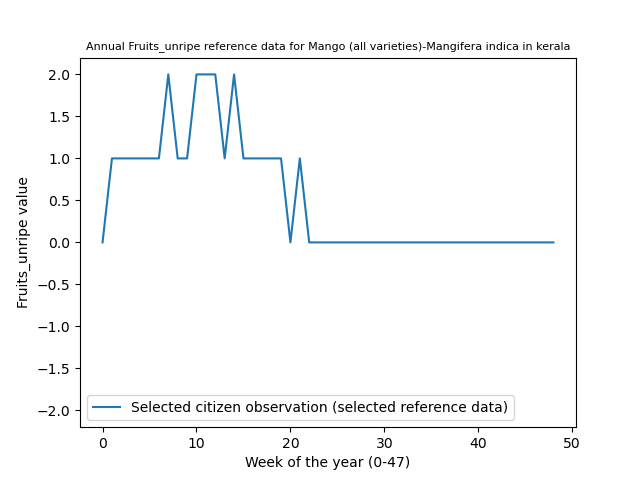 Annual Fruits_unripe reference data for Mango (all varieties)-Mangifera indica in kerala
2.0
1.5
1.0
0.5
0.0
−0.5
−1.0
−1.5
−2.0
Fruits_unripe value
Selected citizen observation (selected reference data)
0 10 20 30 40 50
Week of the year (0-47)